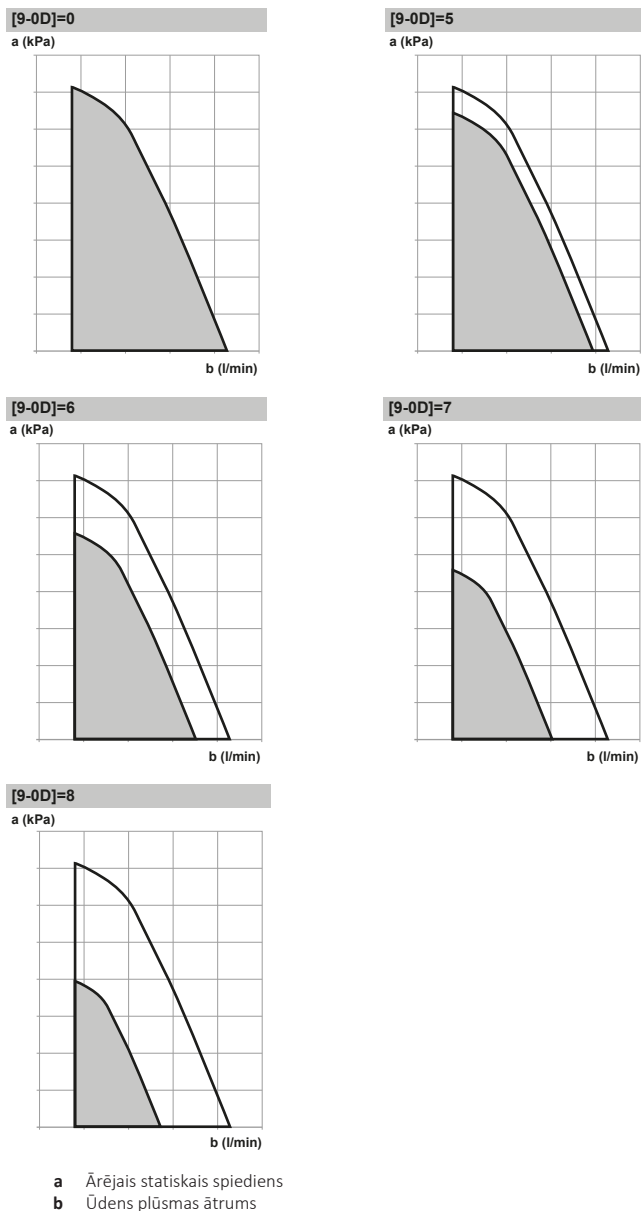 [9-0D]=0
a (kPa)
b (l/min)
[9-0D]=5
a (kPa)
b (l/min)
[9-0D]=6
a (kPa)
b (l/min)
[9-0D]=7
a (kPa)
b (l/min)
[9-0D]=8
a (kPa)
b (l/min)
a Ārējais statiskais spiediens
b Ūdens plūsmas ātrums